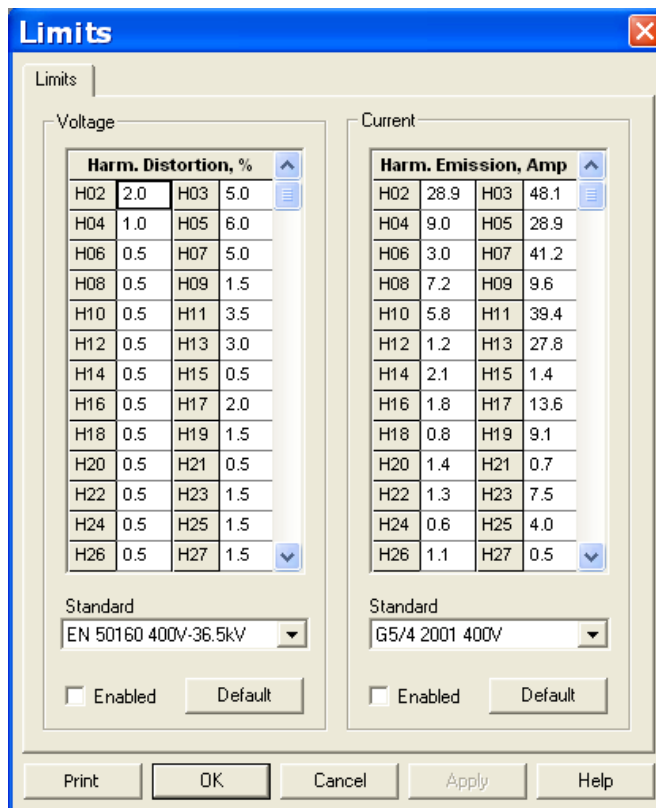 Limits
Limits
Voltage
Harm. Distortion, %
H02 2.0 H03 5.0
H04 1.0 H05 6.0
H06 0.5 H07 5.0
H08 0.5 H09 1.5
H10 0.5 H11 3.5
H12 0.5 H13 3.0
H14 0.5 H15 0.5
H16 0.5 H17 2.0
H18 0.5 H19 1.5
H20 0.5 H21 0.5
H22 0.5 H23 1.5
H24 0.5 H25 1.5
H26 0.5 H27 1.5
Standard
EN 50160 400V-36.5kV
Enabled Default
Current
Harm. Emission, Amp
H02 28.9 H03 48.1
H04 9.0 H05 28.9
H06 3.0 H07 41.2
H08 7.2 H09 9.6
H10 5.8 H11 39.4
H12 1.2 H13 27.8
H14 2.1 H15 1.4
H16 1.8 H17 13.6
H18 0.8 H19 9.1
H20 1.4 H21 0.7
H22 1.3 H23 7.5
H24 0.6 H25 4.0
H26 1.1 H27 0.5
Standard
G5/4 2001 400V
Enabled Default
Print OK Cancel Apply Help